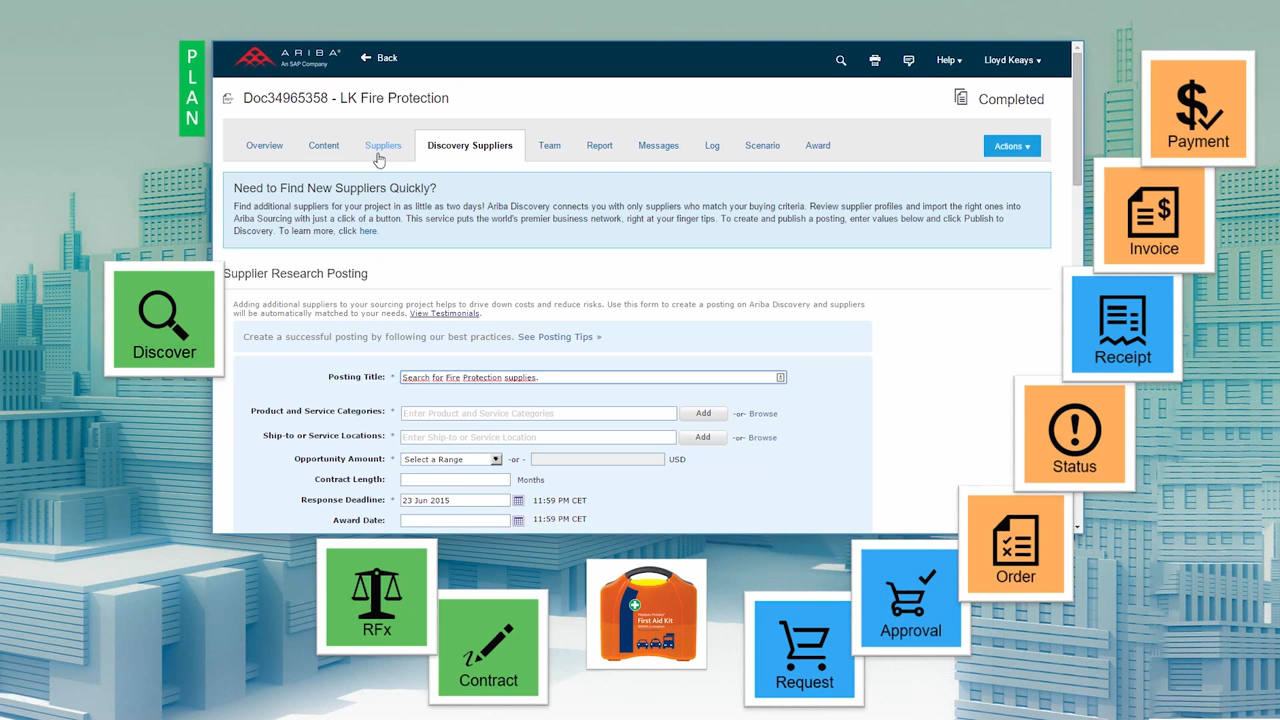 PLAN
ARIBA®
An SAP Company
Back
Help
Lloyd Keays
Doc34965358 - LK Fire Protection
Completed
Overview
Content
Suppliers
Discovery Suppliers
Team
Report
Messages
Log
Scenario
Award
Actions
Need to Find New Suppliers Quickly?
Find additional suppliers for your project in as little as two days! Ariba Discovery connects you with only suppliers who match your buying criteria. Review supplier profiles and import the right ones into
Ariba Sourcing with just a click of a button. This service puts the world's premier business network, right at your finger tips. To create and publish a posting, enter values below and click Publish to
Discovery. To learn more, click here.
Supplier Research Posting
Adding additional suppliers to your sourcing project helps to drive down costs and reduce risks. Use this form to create a posting on Ariba Discovery and suppliers
will be automatically matched to your needs. View Testimonials.
Create a successful posting by following our best practices. See Posting Tips »
Posting Title: * Search for Fire Protection supplies.
Product and Service Categories: * Enter Product and Service Categories Add -or- Browse
Ship-to or Service Locations: * Enter Ship-to or Service Location Add -or- Browse
Opportunity Amount: * Select a Range -or - USD
Contract Length: Months
Response Deadline: * 23 Jun 2015 11:59 PM CET
Award Date: 11:59 PM CET
Discover
RFx
Contract
First Aid Kit
Request
Approval
Order
Status
Receipt
Invoice
Payment